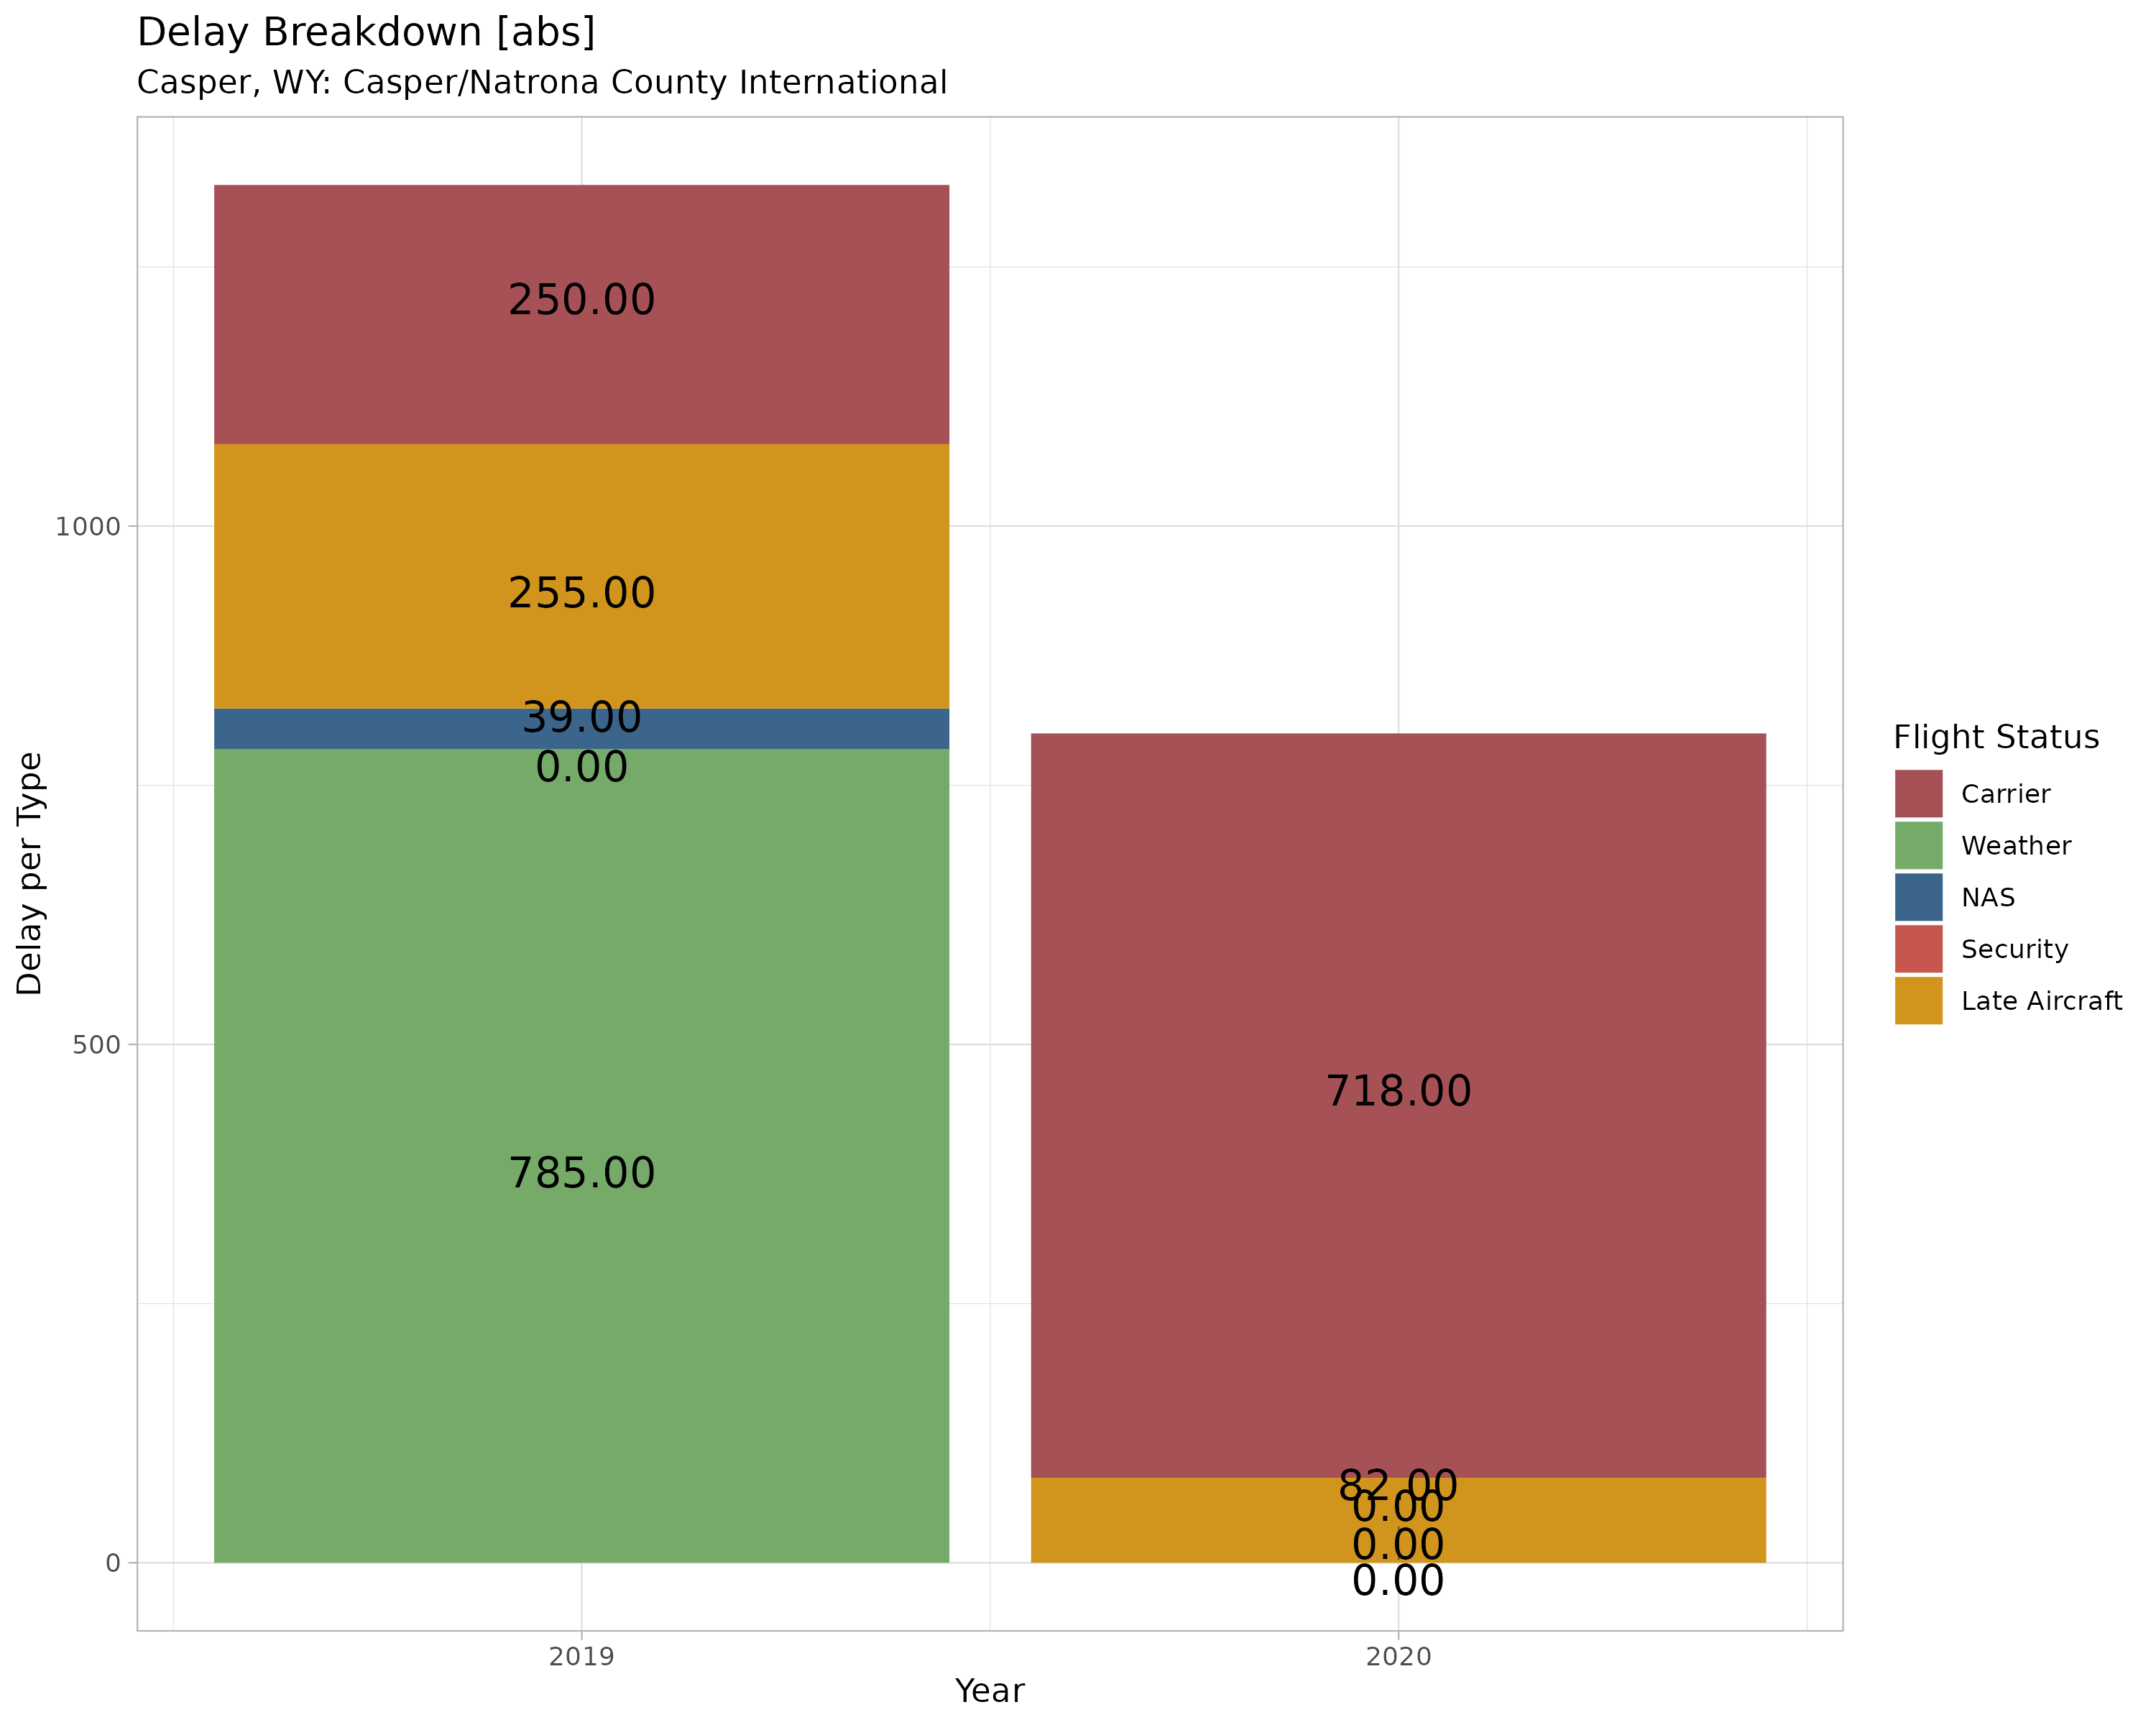 Delay Breakdown [abs]
Casper, WY: Casper/Natrona County International
Delay per Type
1000
500
0
250.00
255.00
39.00
0.00
785.00
718.00
82.00
0.00
0.00
0.00
2019
2020
Year
Flight Status
Carrier
Weather
NAS
Security
Late Aircraft